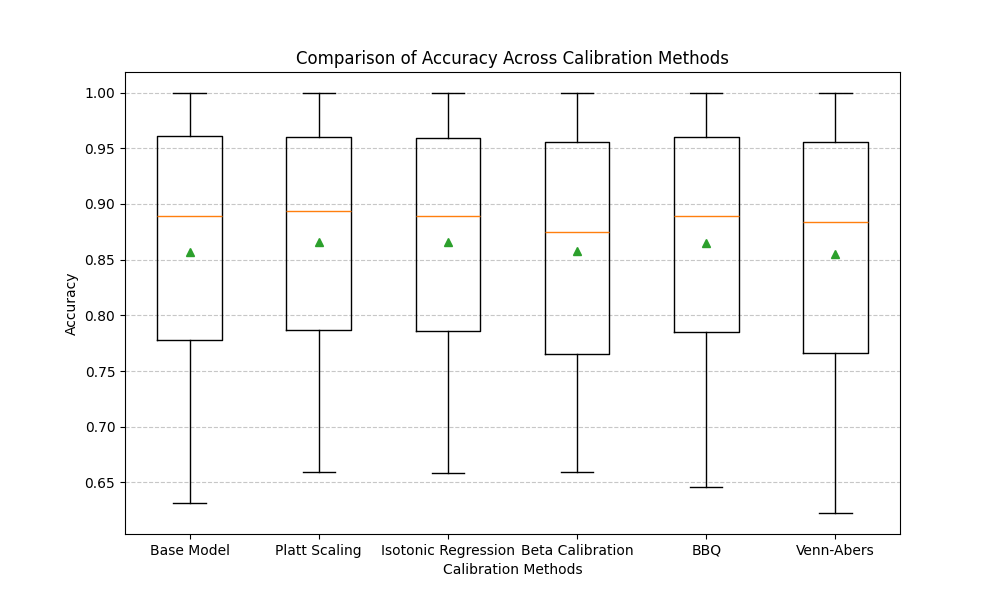 Comparison of Accuracy Across Calibration Methods
1.00
0.95
0.90
0.85
0.80
0.75
0.70
0.65
Accuracy
Base Model Platt Scaling Isotonic Regression Beta Calibration BBQ Venn-Abers
Calibration Methods